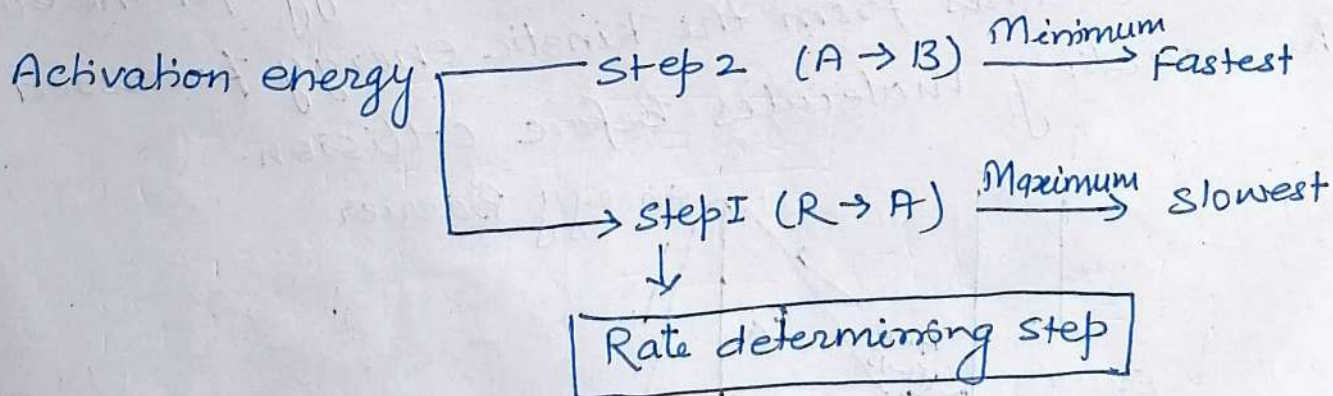 Activation energy
Step 2 (A → B) Minimum Fastest
Step I (R → A) Maximum Slowest
↓
Rate determining step